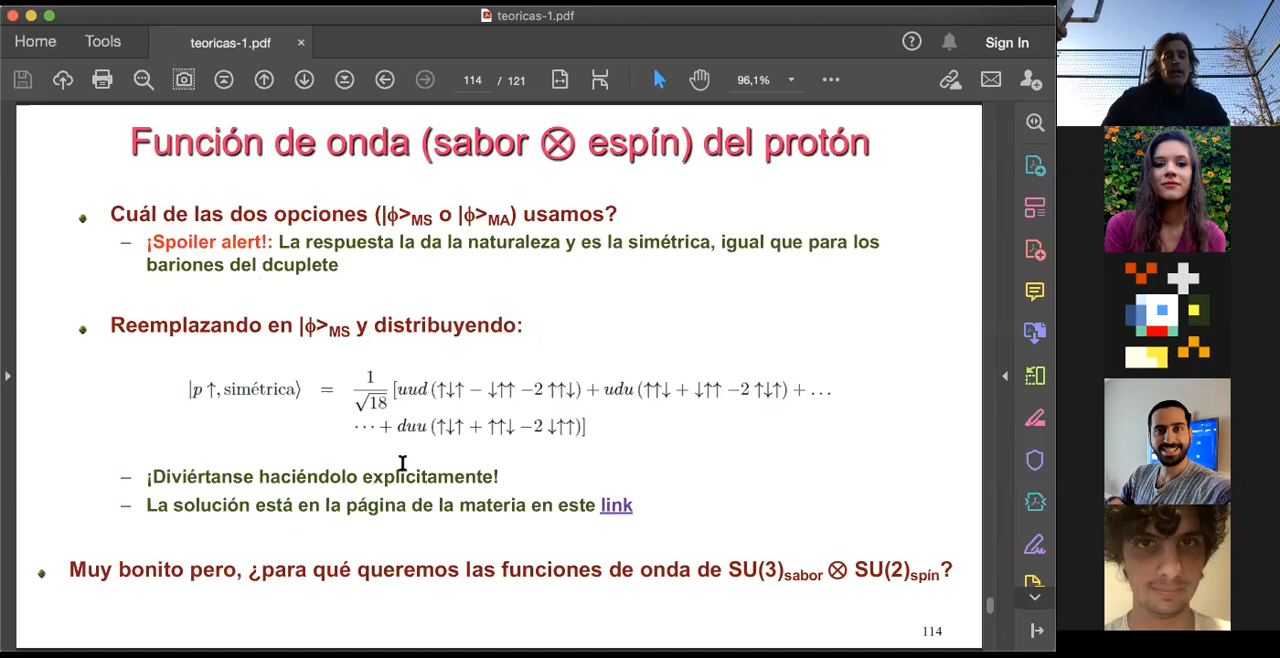 teoricas-1.pdf
Home Tools teoricas-1.pdf × Sign In
114 / 121 96,1%
Función de onda (sabor ⊗ espín) del protón
Cuál de las dos opciones (|ϕ>MS o |ϕ>MA) usamos?
– ¡Spoiler alert!: La respuesta la da la naturaleza y es la simétrica, igual que para los
bariones del dcuplete
Reemplazando en |ϕ>MS y distribuyendo:
|p ↑, simétrica⟩ = 1/√18 [uud (↑↓↑ − ↓↑↑ −2 ↑↑↓) + udu (↑↑↓ + ↓↑↑ −2 ↑↓↑) + …
⋯ + duu (↑↓↑ + ↑↑↓ −2 ↓↑↑)]
– ¡Diviértanse haciéndolo explícitamente!
– La solución está en la página de la materia en este link
Muy bonito pero, ¿para qué queremos las funciones de onda de SU(3)sabor ⊗ SU(2)spín?
114